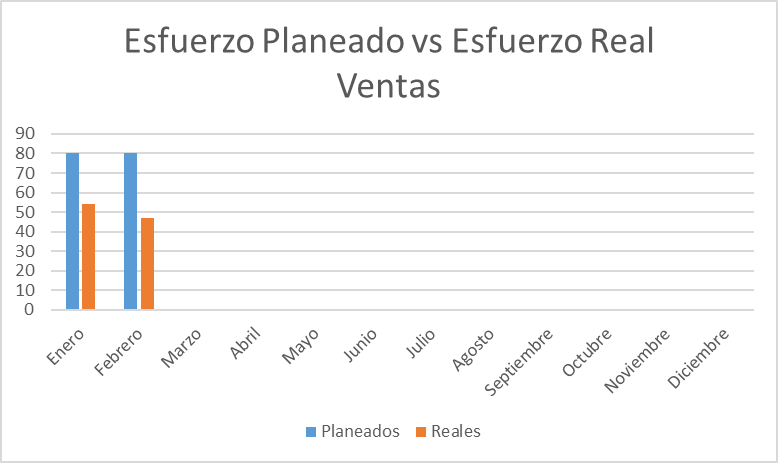 Esfuerzo Planeado vs Esfuerzo Real
Ventas
90
80
70
60
50
40
30
20
10
0
Enero
Febrero
Marzo
Abril
Mayo
Junio
Julio
Agosto
Septiembre
Octubre
Noviembre
Diciembre
Planeados Reales